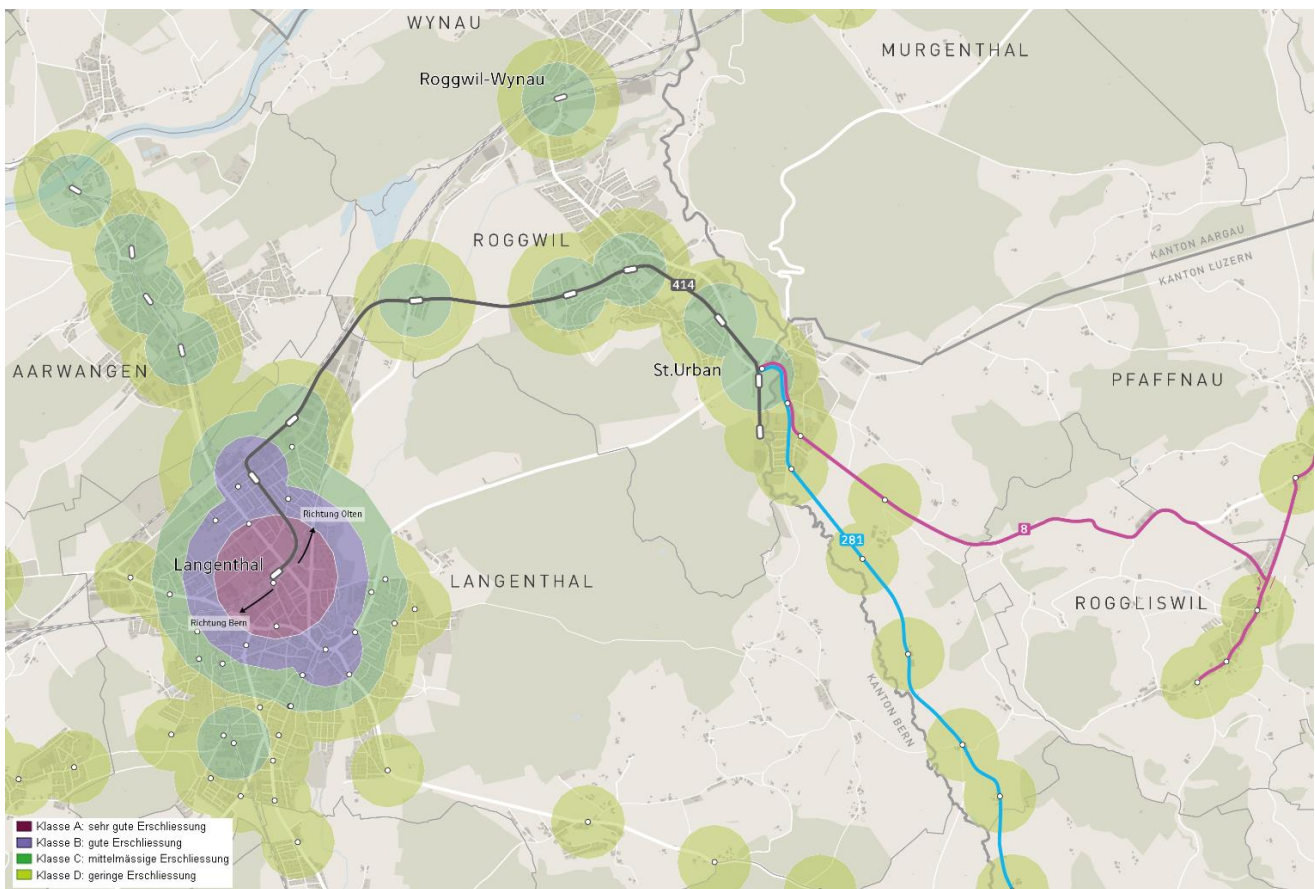 WYNAU
MURGENTHAL
Roggwil-Wynau
ROGGWIL
KANTON AARGAU
KANTON LUZERN
414
AARWANGEN
St.Urban
PFAFFNAU
Richtung Olten
8
281
Langenthal
LANGENTHAL
ROGGLISWIL
Richtung Bern
KANTON BERN
Klasse A: sehr gute Erschliessung
Klasse B: gute Erschliessung
Klasse C: mittelmässige Erschliessung
Klasse D: geringe Erschliessung